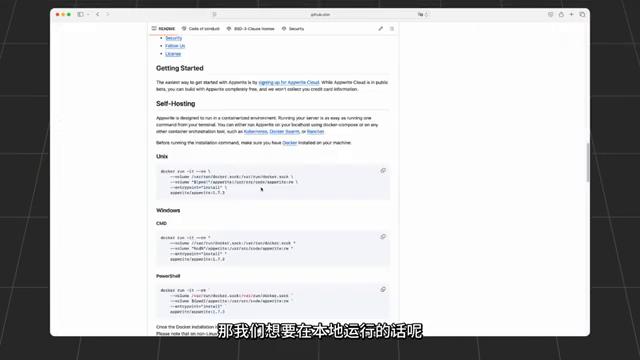 github.com
README
Code of conduct
BSD-3-Clause license
Security
Security
Follow Us
License
Getting Started
The easiest way to get started with Appwrite is by signing up for Appwrite Cloud. While Appwrite Cloud is in public
beta, you can build with Appwrite completely free, and we won't collect your credit card information.
Self-Hosting
Appwrite is designed to run in a containerized environment. Running your server is as easy as running one
command from your terminal. You can either run Appwrite on your localhost using docker-compose or on any
other container orchestration tool, such as Kubernetes, Docker Swarm, or Rancher.
Before running the installation command, make sure you have Docker installed on your machine:
Unix
docker run -it --rm \
--volume /var/run/docker.sock:/var/run/docker.sock \
--volume "$(pwd)"/appwrite:/usr/src/code/appwrite:rw \
--entrypoint="install" \
appwrite/appwrite:1.7.3
Windows
CMD
docker run -it --rm ^
--volume //var/run/docker.sock:/var/run/docker.sock ^
--volume "%cd%"/appwrite:/usr/src/code/appwrite:rw ^
--entrypoint="install" ^
appwrite/appwrite:1.7.3
PowerShell
docker run -it --rm `
--volume /var/run/docker.sock:/var/run/docker.sock `
--volume ${pwd}/appwrite:/usr/src/code/appwrite:rw `
--entrypoint="install" `
appwrite/appwrite:1.7.3
Once the Docker installation
Please note that on non-Linux
那我们想要在本地运行的话呢